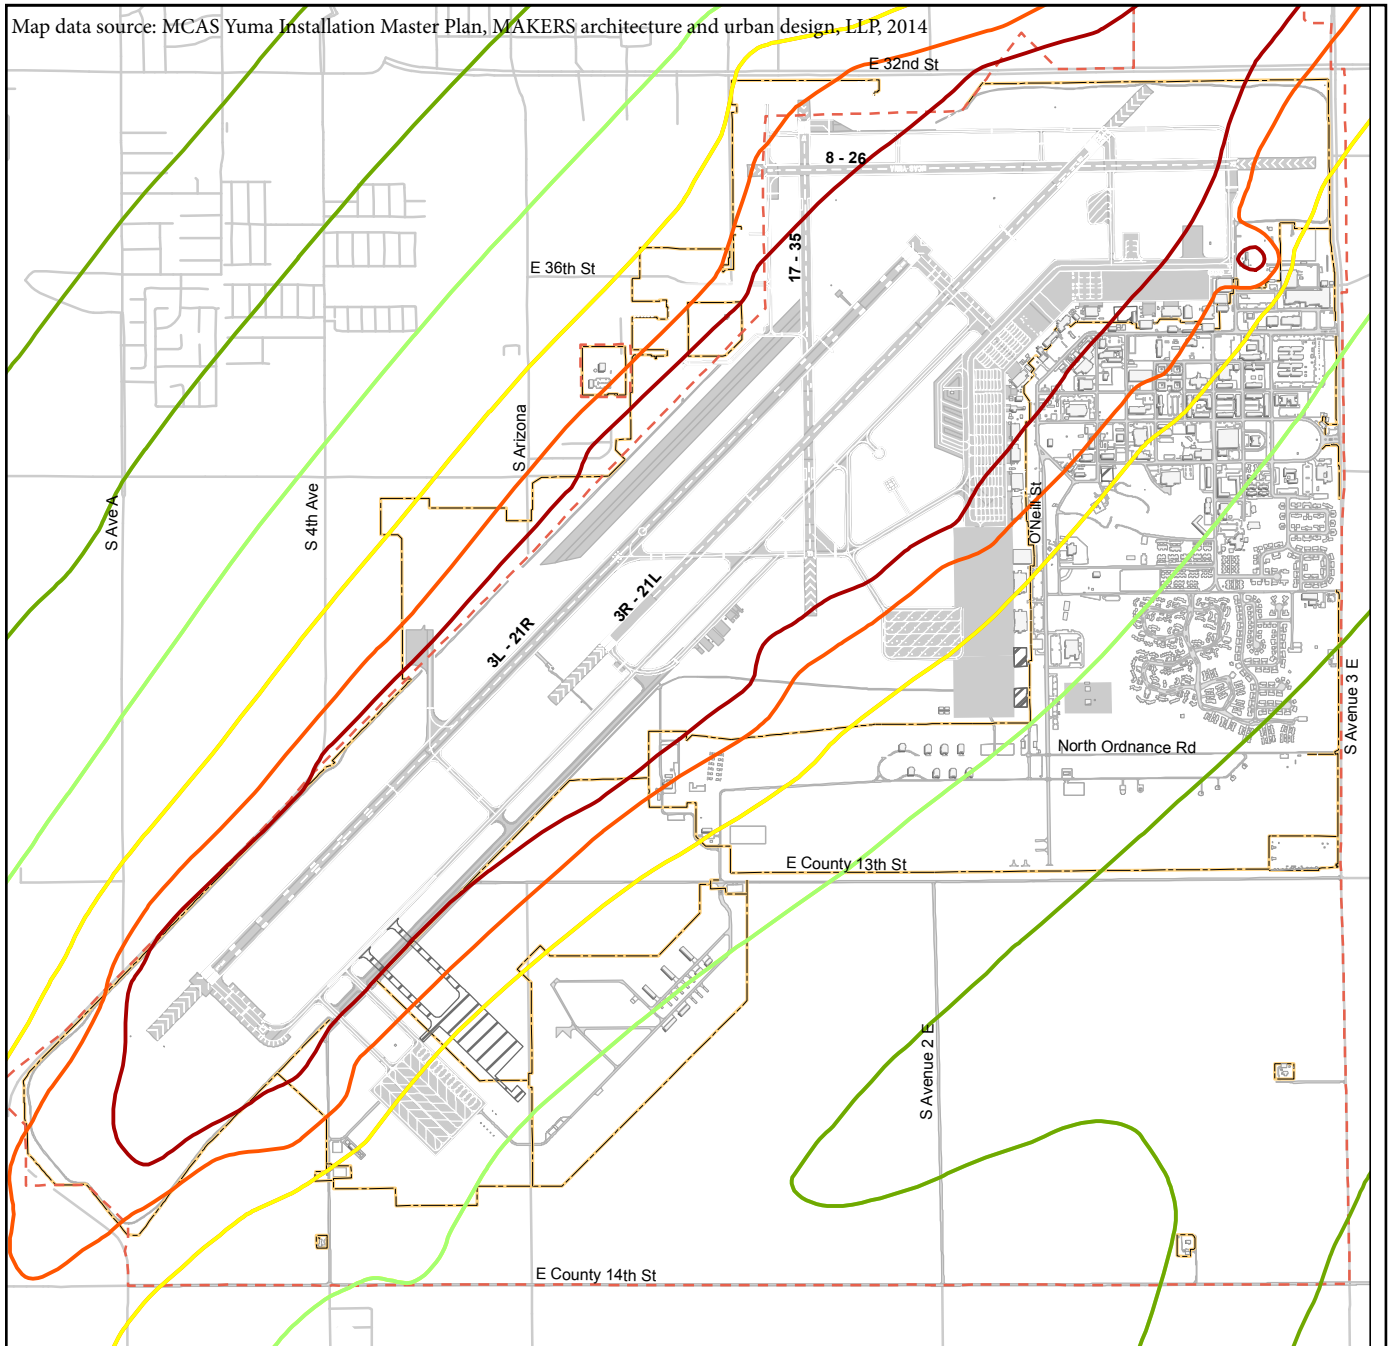 Map data source: MCAS Yuma Installation Master Plan, MAKERS architecture and urban design, LLP, 2014
E 32nd St
8 - 26
17 - 35
E 36th St
S Arizona
S Ave A
S 4th Ave
O'Neill St
3R - 21L
3L - 21R
S Avenue 3 E
North Ordnance Rd
E County 13th St
S Avenue 2 E
E County 14th St